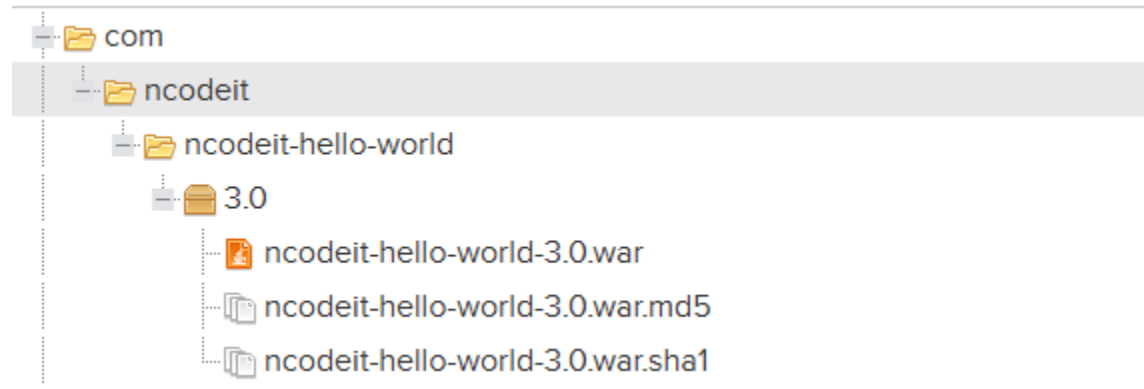 com
ncodeit
ncodeit-hello-world
3.0
ncodeit-hello-world-3.0.war
ncodeit-hello-world-3.0.war.md5
ncodeit-hello-world-3.0.war.sha1